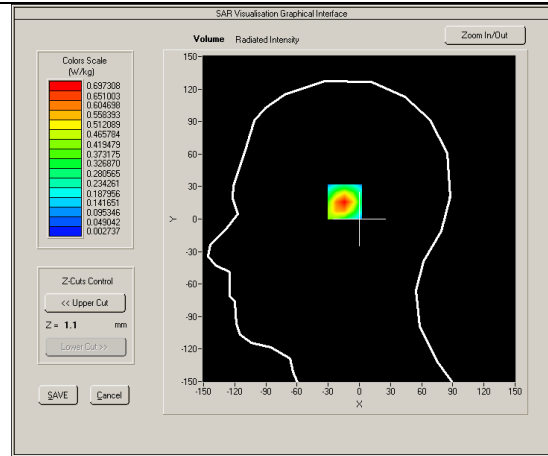 SAR Visualisation Graphical Interface
Volume Radiated Intensity
Zoom In/Out
Colors Scale
(W/kg)
0.697308
0.651003
0.604698
0.558393
0.512089
0.465784
0.419479
0.373175
0.326870
0.280565
0.234261
0.187956
0.141651
0.095346
0.049042
0.002737
Z-Cuts Control
<< Upper Cut
Z = 1.1 mm
Lower Cut >>
SAVE Cancel
150
120
90
60
30
0
-30
-60
-90
-120
-150
Y
-150 -120 -90 -60 -30 0 30 60 90 120 150
X